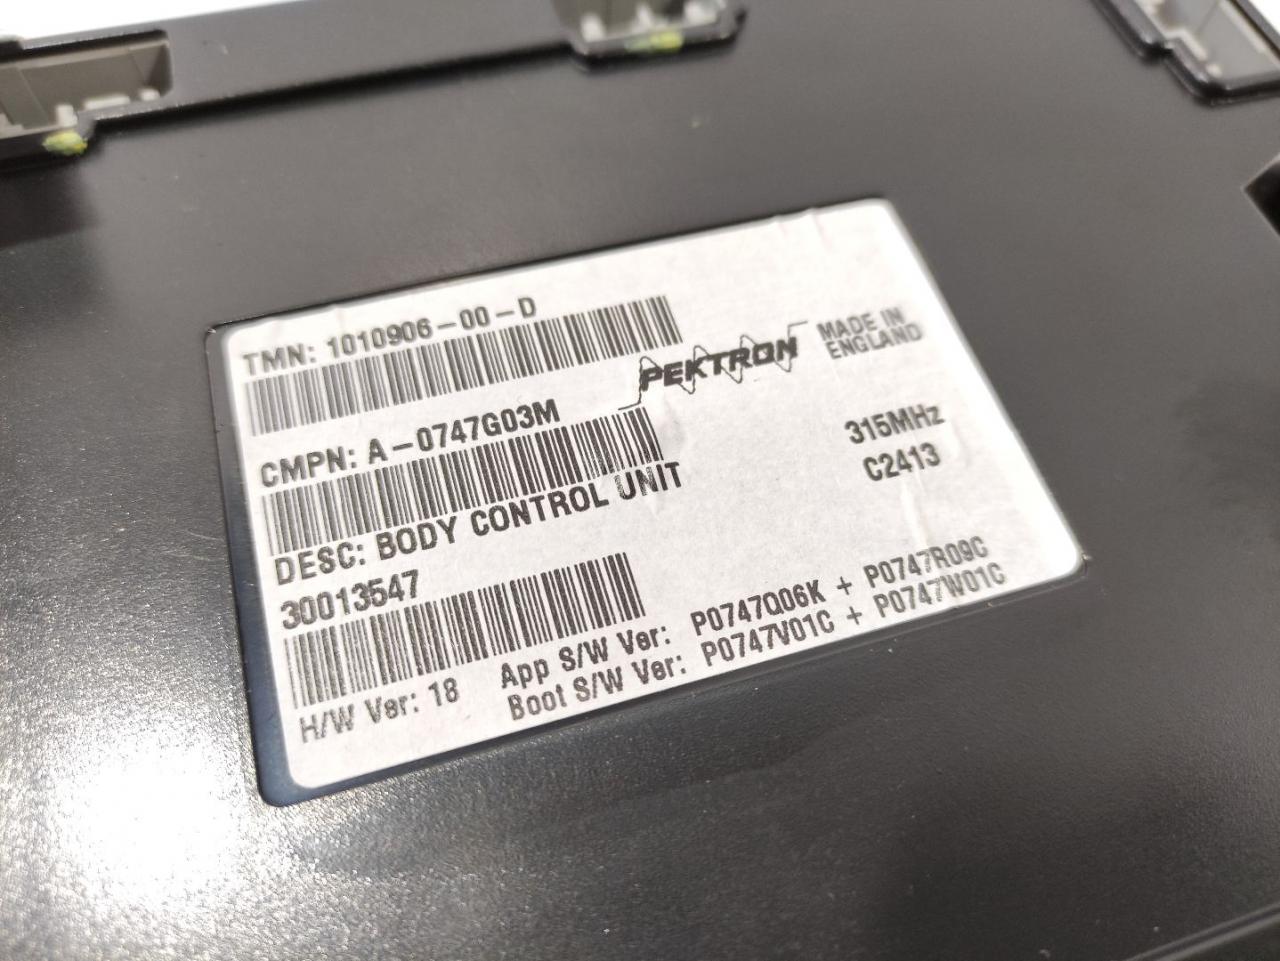 TMN: 1010906-00-D
PEKTRON
MADE IN
ENGLAND
CMPN: A-0747G03M
315MHz
C2413
DESC: BODY CONTROL UNIT
30013547
H/W Ver: 18
App S/W Ver: P0747Q06K + P0747R09C
Boot S/W Ver: P0747V01C + P0747W01C